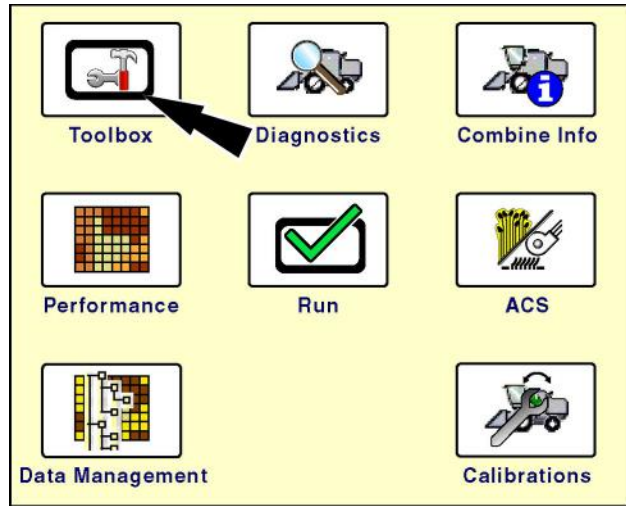 Toolbox
Diagnostics
Combine Info
Performance
Run
ACS
Data Management
Calibrations